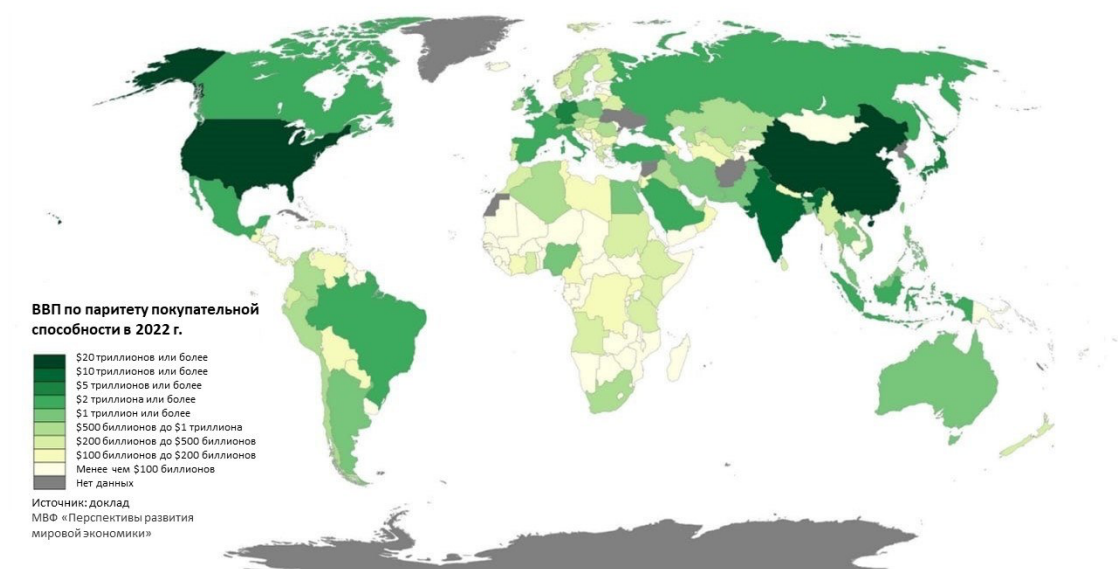 ВВП по паритету покупательной
способности в 2022 г.
$20 триллионов или более
$10 триллионов или более
$5 триллионов или более
$2 триллиона или более
$1 триллион или более
$500 биллионов до $1 триллиона
$200 биллионов до $500 биллионов
$100 биллионов до $200 биллионов
Менее чем $100 биллионов
Нет данных
Источник: доклад
МВФ «Перспективы развития
мировой экономики»